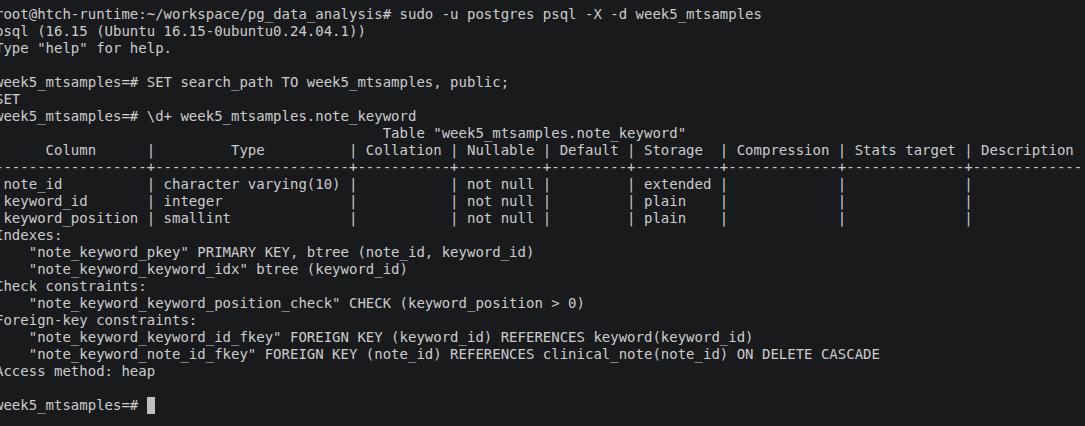 root@htch-runtime:~/workspace/pg_data_analysis# sudo -u postgres psql -X -d week5_mtsamples
psql (16.15 (Ubuntu 16.15-0ubuntu0.24.04.1))
Type "help" for help.
week5_mtsamples=# SET search_path TO week5_mtsamples, public;
SET
week5_mtsamples=# \d+ week5_mtsamples.note_keyword
Table "week5_mtsamples.note_keyword"
Column | Type | Collation | Nullable | Default | Storage | Compression | Stats target | Description
-----------------+-----------------------+-----------+----------+---------+----------+-------------+--------------+-------------
note_id | character varying(10) | | not null | | extended | | |
keyword_id | integer | | not null | | plain | | |
keyword_position | smallint | | not null | | plain | | |
Indexes:
"note_keyword_pkey" PRIMARY KEY, btree (note_id, keyword_id)
"note_keyword_keyword_idx" btree (keyword_id)
Check constraints:
"note_keyword_keyword_position_check" CHECK (keyword_position > 0)
Foreign-key constraints:
"note_keyword_keyword_id_fkey" FOREIGN KEY (keyword_id) REFERENCES keyword(keyword_id)
"note_keyword_note_id_fkey" FOREIGN KEY (note_id) REFERENCES clinical_note(note_id) ON DELETE CASCADE
Access method: heap
week5_mtsamples=#